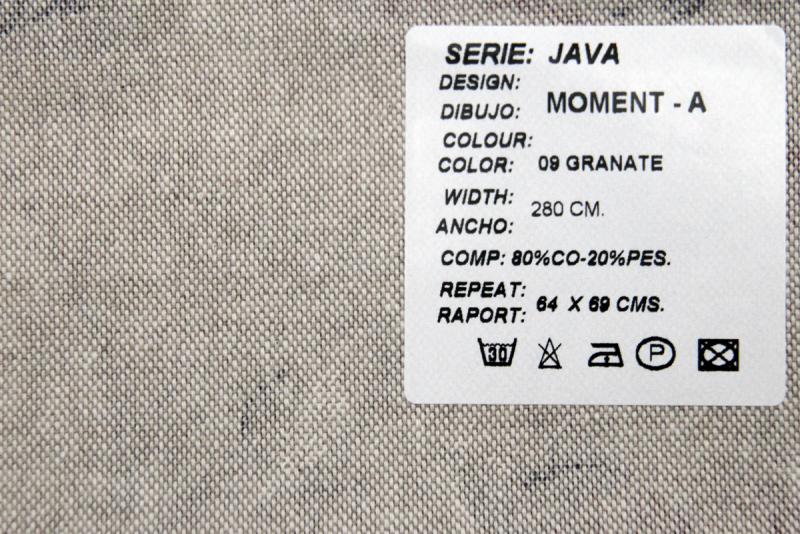 SERIE: JAVA
DESIGN:
DIBUJO: MOMENT - A
COLOUR:
COLOR: 09 GRANATE
WIDTH:
ANCHO: 280 CM.
COMP: 80%CO-20%PES.
REPEAT:
RAPORT: 64 X 69 CMS.
30 P